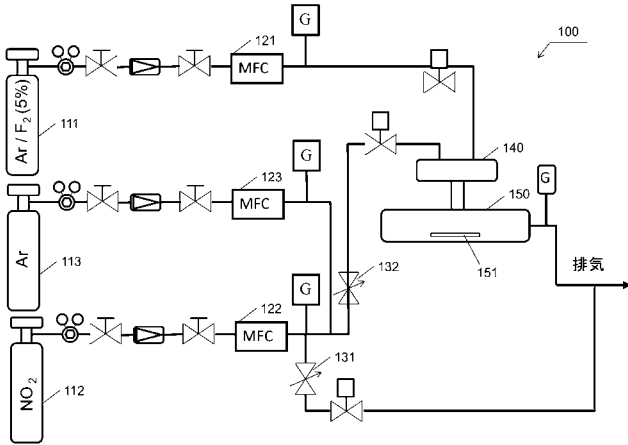 G
121
100
MFC
Ar / F₂ (5%)
111
140
G
123
150
G
MFC
151
Ar
113
排気
132
G
122
MFC
131
NO₂
112